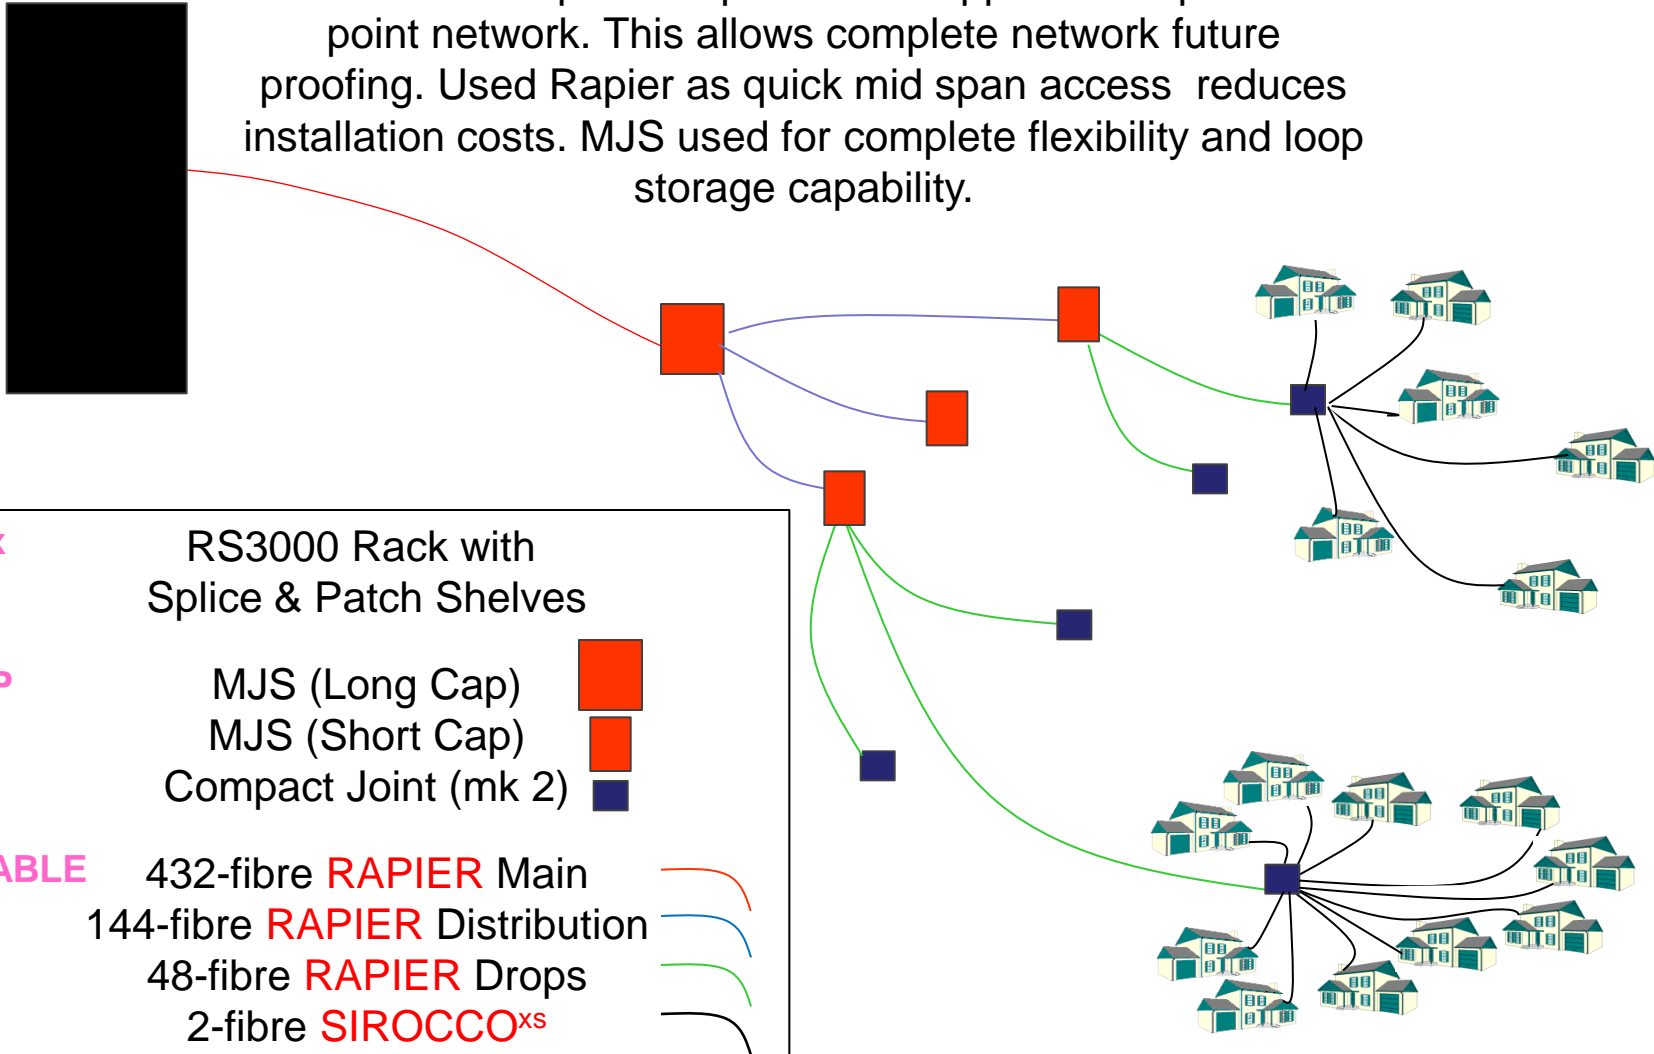 point network. This allows complete network future
proofing. Used Rapier as quick mid span access reduces
installation costs. MJS used for complete flexibility and loop
storage capability.
RS3000 Rack with
Splice & Patch Shelves
MJS (Long Cap)
MJS (Short Cap)
Compact Joint (mk 2)
ABLE 432-fibre RAPIER Main
144-fibre RAPIER Distribution
48-fibre RAPIER Drops
2-fibre SIROCCOxs